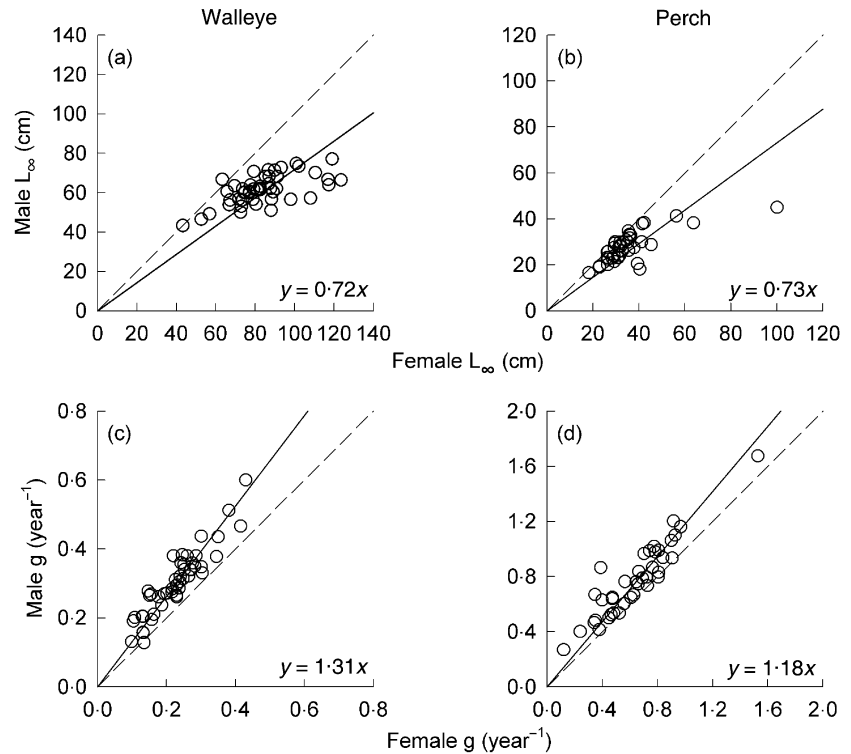 Walleye
Perch
(a)
140
120
100
80
60
40
20
0
0 20 40 60 80 100 120 140
y = 0·72x
Male L∞ (cm)
(b)
120
100
80
60
40
20
0
0 20 40 60 80 100 120
y = 0·73x
Female L∞ (cm)
(c)
0·8
0·6
0·4
0·2
0·0
0·0 0·4 0·8
y = 1·31x
Male g (year⁻¹)
(d)
2·0
1·6
1·2
0·8
0·4
0·0
0·0 0·4 0·8 1·2 1·6 2·0
y = 1·18x
Female g (year⁻¹)